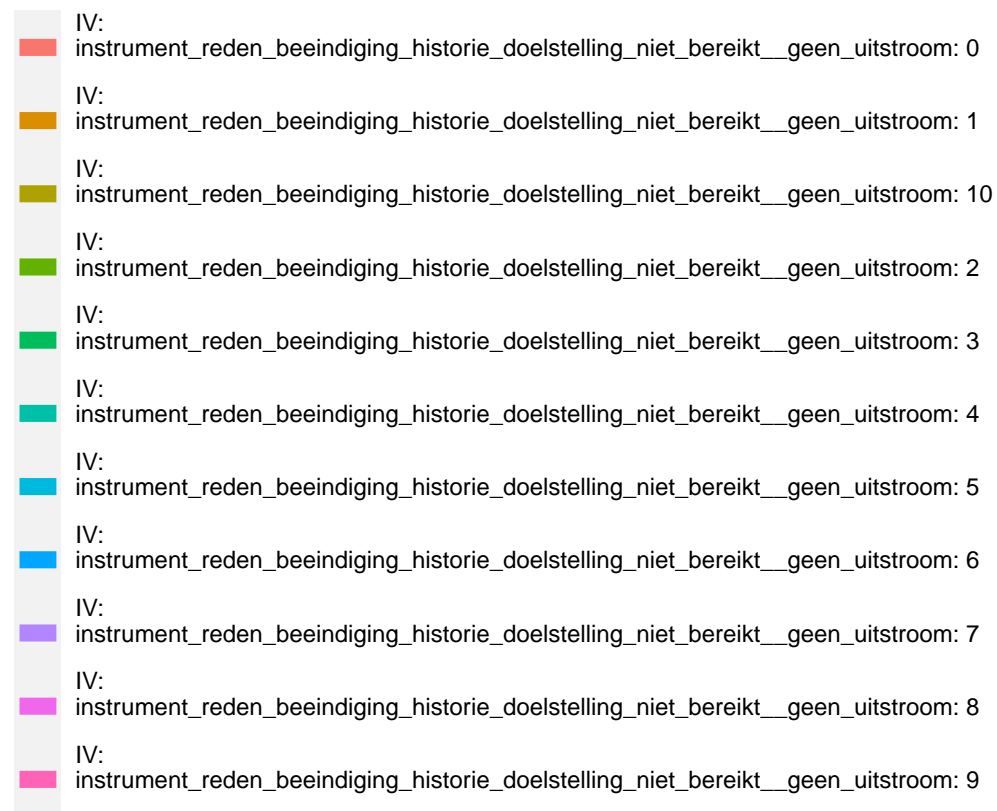 IV:
instrument_reden_beeindiging_historie_doelstelling_niet_bereikt__geen_uitstroom: 0
IV:
instrument_reden_beeindiging_historie_doelstelling_niet_bereikt__geen_uitstroom: 1
IV:
instrument_reden_beeindiging_historie_doelstelling_niet_bereikt__geen_uitstroom: 10
IV:
instrument_reden_beeindiging_historie_doelstelling_niet_bereikt__geen_uitstroom: 2
IV:
instrument_reden_beeindiging_historie_doelstelling_niet_bereikt__geen_uitstroom: 3
IV:
instrument_reden_beeindiging_historie_doelstelling_niet_bereikt__geen_uitstroom: 4
IV:
instrument_reden_beeindiging_historie_doelstelling_niet_bereikt__geen_uitstroom: 5
IV:
instrument_reden_beeindiging_historie_doelstelling_niet_bereikt__geen_uitstroom: 6
IV:
instrument_reden_beeindiging_historie_doelstelling_niet_bereikt__geen_uitstroom: 7
IV:
instrument_reden_beeindiging_historie_doelstelling_niet_bereikt__geen_uitstroom: 8
IV:
instrument_reden_beeindiging_historie_doelstelling_niet_bereikt__geen_uitstroom: 9